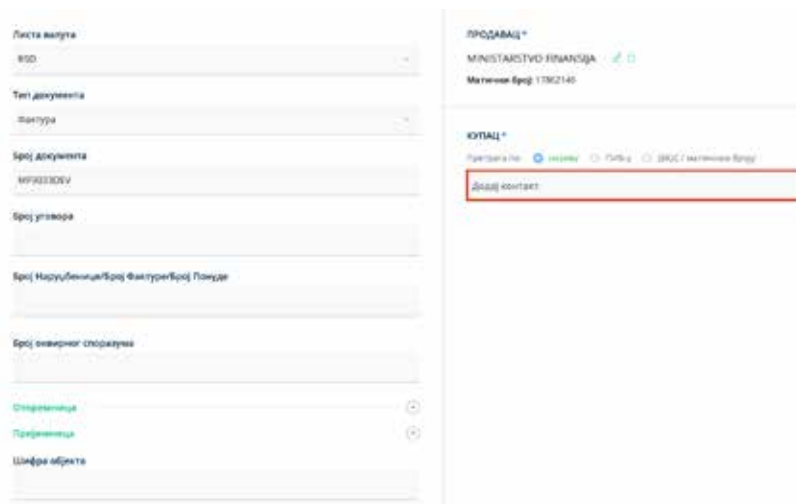 Листа валута
RSD
Тип документа
Фактура
Број документа
Број уговора
Број Наруџбенице/Број Фактуре/Број Понуде
Број оквирног споразума
Отпремница
Пријемница
Шифра објекта
ПРОДАВАЦ *
MINISTARSTVO FINANSIJA
Матични број: 17862146
КУПАЦ *
Претрага по: називу ПИБ-у ЈБКЈС / матичном броју
Додај контакт